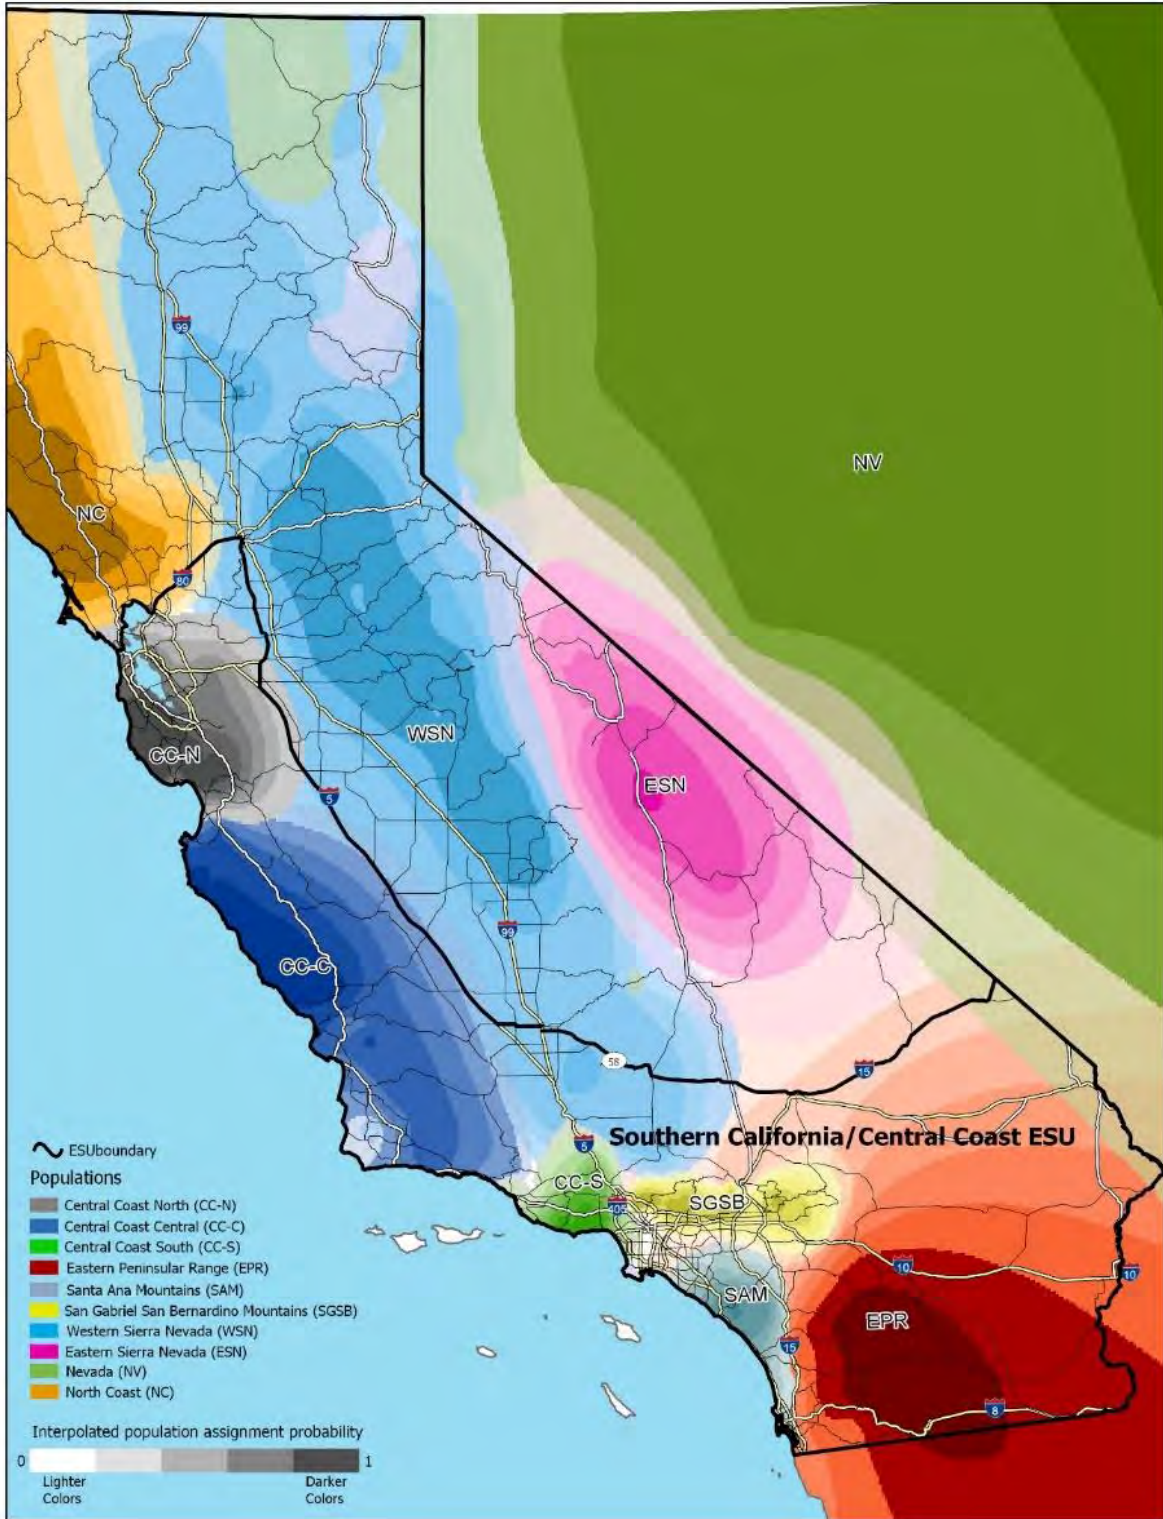 99
NV
NC
80
WSN
CC-N
ESN
5
99
CC-C
58
15
Southern California/Central Coast ESU
5
CC-S
SGSB
405
10
10
SAM
EPR
15
8
ESUboundary
Populations
Central Coast North (CC-N)
Central Coast Central (CC-C)
Central Coast South (CC-S)
Eastern Peninsular Range (EPR)
Santa Ana Mountains (SAM)
San Gabriel San Bernardino Mountains (SGSB)
Western Sierra Nevada (WSN)
Eastern Sierra Nevada (ESN)
Nevada (NV)
North Coast (NC)
Interpolated population assignment probability
0 1
Lighter Darker
Colors Colors